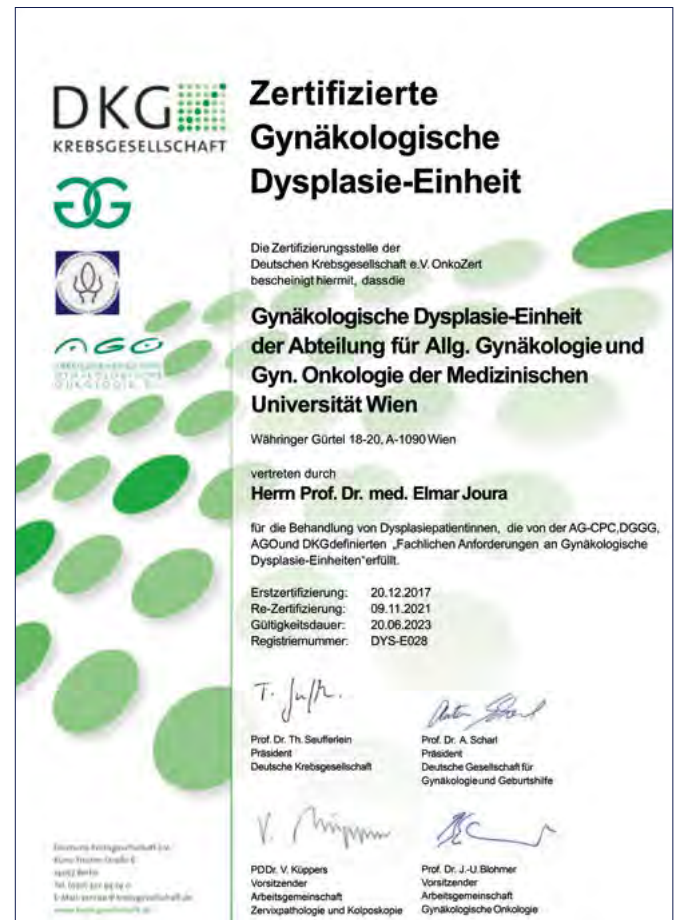 DKG
KREBSGESELLSCHAFT
Zertifizierte
Gynäkologische
Dysplasie-Einheit
Die Zertifizierungsstelle der
Deutschen Krebsgesellschaft e.V. OnkoZert
bescheinigt hiermit, dassdie
Gynäkologische Dysplasie-Einheit
der Abteilung für Allg. Gynäkologie und
Gyn. Onkologie der Medizinischen
Universität Wien
AGO
Währinger Gürtel 18-20, A-1090 Wien
vertreten durch
Herrn Prof. Dr. med. Elmar Joura
für die Behandlung von Dysplasiepatientinnen, die von der AG-CPC,DGGG,
AGOund DKGdefinierten „Fachlichen Anforderungen an Gynäkologische
Dysplasie-Einheiten"erfüllt.
Erstzertifizierung: 20.12.2017
Re-Zertifizierung: 09.11.2021
Gültigkeitsdauer: 20.06.2023
Registriernummer: DYS-E028
Prof. Dr. Th. Seufferlein
Präsident
Deutsche Krebsgesellschaft
Prof. Dr. A. Scharl
Präsident
Deutsche Gesellschaft für
Gynäkologieund Geburtshilfe
PDDr. V. Küppers
Vorsitzender
Arbeitsgemeinschaft
Zervixpathologie und Kolposkopie
Prof. Dr. J.-U. Blohmer
Vorsitzender
Arbeitsgemeinschaft
Gynäkologische Onkologie